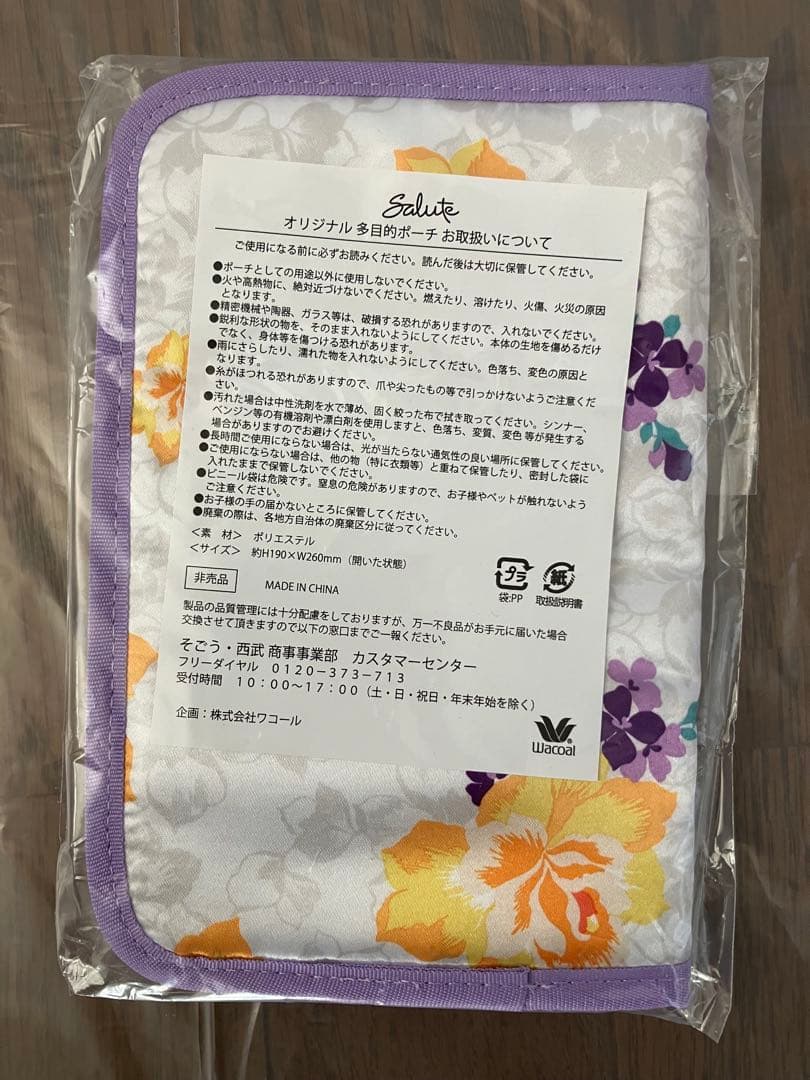 Salute
オリジナル 多目的ポーチ お取扱いについて
ご使用になる前に必ずお読みください。読んだ後は大切に保管してください。
●ポーチとしての用途以外に使用しないでください。
●火や高熱物に、絶対近づけないでください。燃えたり、溶けたり、火傷、火災の原因
となります。
●精密機械や陶器、ガラス等は、破損する恐れがありますので、入れないでください。
●鋭利な形状の物を、そのまま入れないようにしてください。本体の生地を傷めるだけ
でなく、身体等を傷つける恐れがあります。
●雨にさらしたり、濡れた物を入れないようにしてください。色落ち、変色の原因と
なります。
●糸がほつれる恐れがありますので、爪や尖ったもの等で引っかけないようご注意くだ
さい。
●汚れた場合は中性洗剤を水で薄め、固く絞った布で拭き取ってください。シンナー、
ベンジン等の有機溶剤や漂白剤を使用しますと、色落ち、変質、変色 等が発生する
場合がありますのでお避けください。
●長時間ご使用にならない場合は、光が当たらない通気性の良い場所に保管してください。
●ご使用にならない場合は、他の物（特に衣類等）と重ねて保管したり、密封した袋に
入れたままで保管しないでください。
●ビニール袋は危険です。窒息の危険がありますので、お子様やペットが触れないよう
ご注意ください。
●お子様の手の届かないところに保管してください。
●廃棄の際は、各地方自治体の廃棄区分に従ってください。
＜素　材＞　ポリエステル
＜サイズ＞　約H190×W260mm（開いた状態）
非売品　MADE IN CHINA
プラ 紙
袋:PP 取扱説明書
製品の品質管理には十分配慮をしておりますが、万一不良品がお手元に届いた場合
交換させて頂きますので以下の窓口までご一報ください。
そごう・西武 商事事業部　カスタマーセンター
フリーダイヤル　０１２０－３７３－７１３
受付時間　１０：００～１７：００（土・日・祝日・年末年始を除く）
企画：株式会社ワコール
Wacoal